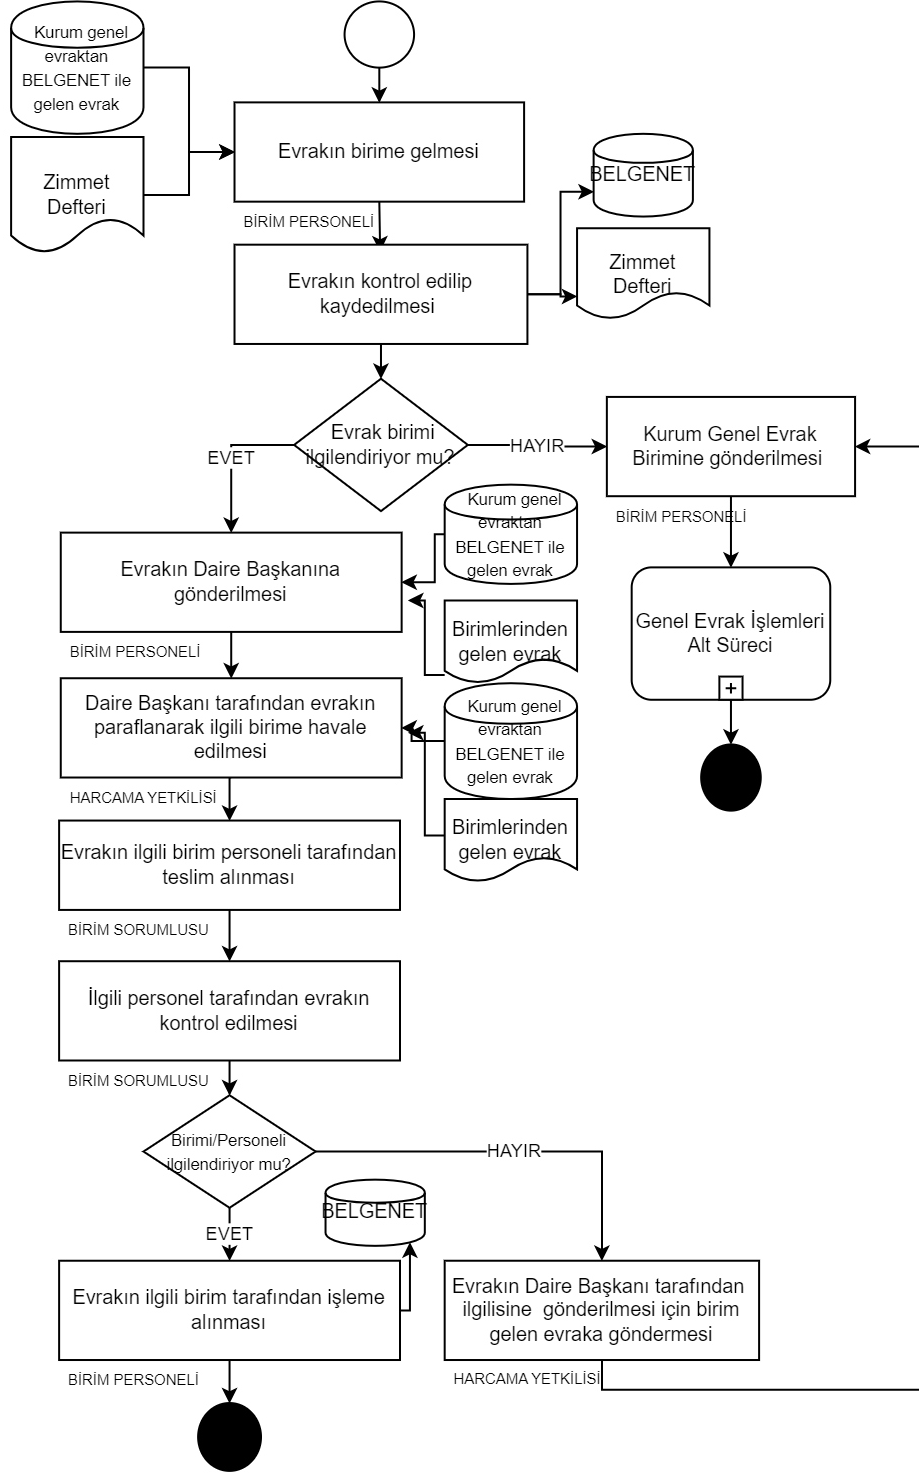 Kurum genel
evraktan
BELGENET ile
gelen evrak
Zimmet
Defteri
Evrakın birime gelmesi
BİRİM PERSONELİ
BELGENET
Zimmet
Defteri
Evrakın kontrol edilip
kaydedilmesi
Evrak birimi
ilgilendiriyor mu?
HAYIR
EVET
Kurum Genel Evrak
Birimine gönderilmesi
BİRİM PERSONELİ
Kurum genel
evraktan
BELGENET ile
gelen evrak
Evrakın Daire Başkanına
gönderilmesi
Birimlerinden
gelen evrak
Genel Evrak İşlemleri
Alt Süreci
BİRİM PERSONELİ
Daire Başkanı tarafından evrakın
paraflanarak ilgili birime havale
edilmesi
Kurum genel
evraktan
BELGENET ile
gelen evrak
HARCAMA YETKİLİSİ
Birimlerinden
gelen evrak
Evrakın ilgili birim personeli tarafından
teslim alınması
BİRİM SORUMLUSU
İlgili personel tarafından evrakın
kontrol edilmesi
BİRİM SORUMLUSU
Birimi/Personeli
ilgilendiriyor mu?
HAYIR
EVET
BELGENET
Evrakın ilgili birim tarafından işleme
alınması
Evrakın Daire Başkanı tarafından
ilgilisine gönderilmesi için birim
gelen evraka göndermesi
BİRİM PERSONELİ
HARCAMA YETKİLİSİ